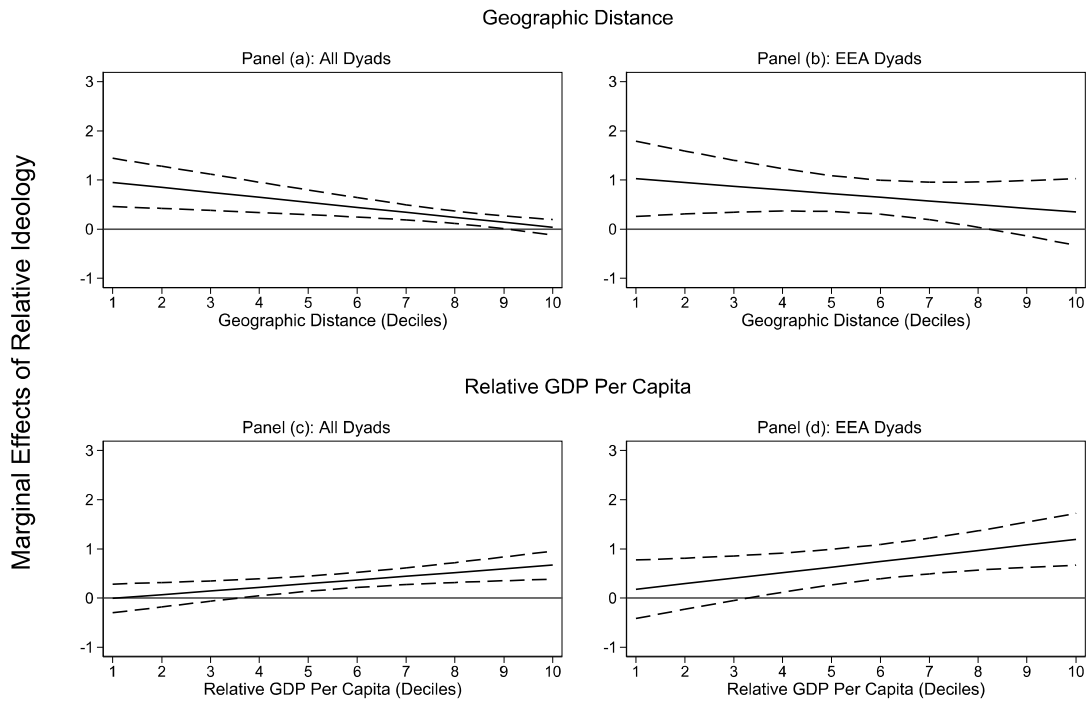 Geographic Distance
Panel (a): All Dyads
3
2
1
0
-1
1 2 3 4 5 6 7 8 9 10
Geographic Distance (Deciles)
Panel (b): EEA Dyads
3
2
1
0
-1
1 2 3 4 5 6 7 8 9 10
Geographic Distance (Deciles)
Marginal Effects of Relative Ideology
Relative GDP Per Capita
Panel (c): All Dyads
3
2
1
0
-1
1 2 3 4 5 6 7 8 9 10
Relative GDP Per Capita (Deciles)
Panel (d): EEA Dyads
3
2
1
0
-1
1 2 3 4 5 6 7 8 9 10
Relative GDP Per Capita (Deciles)